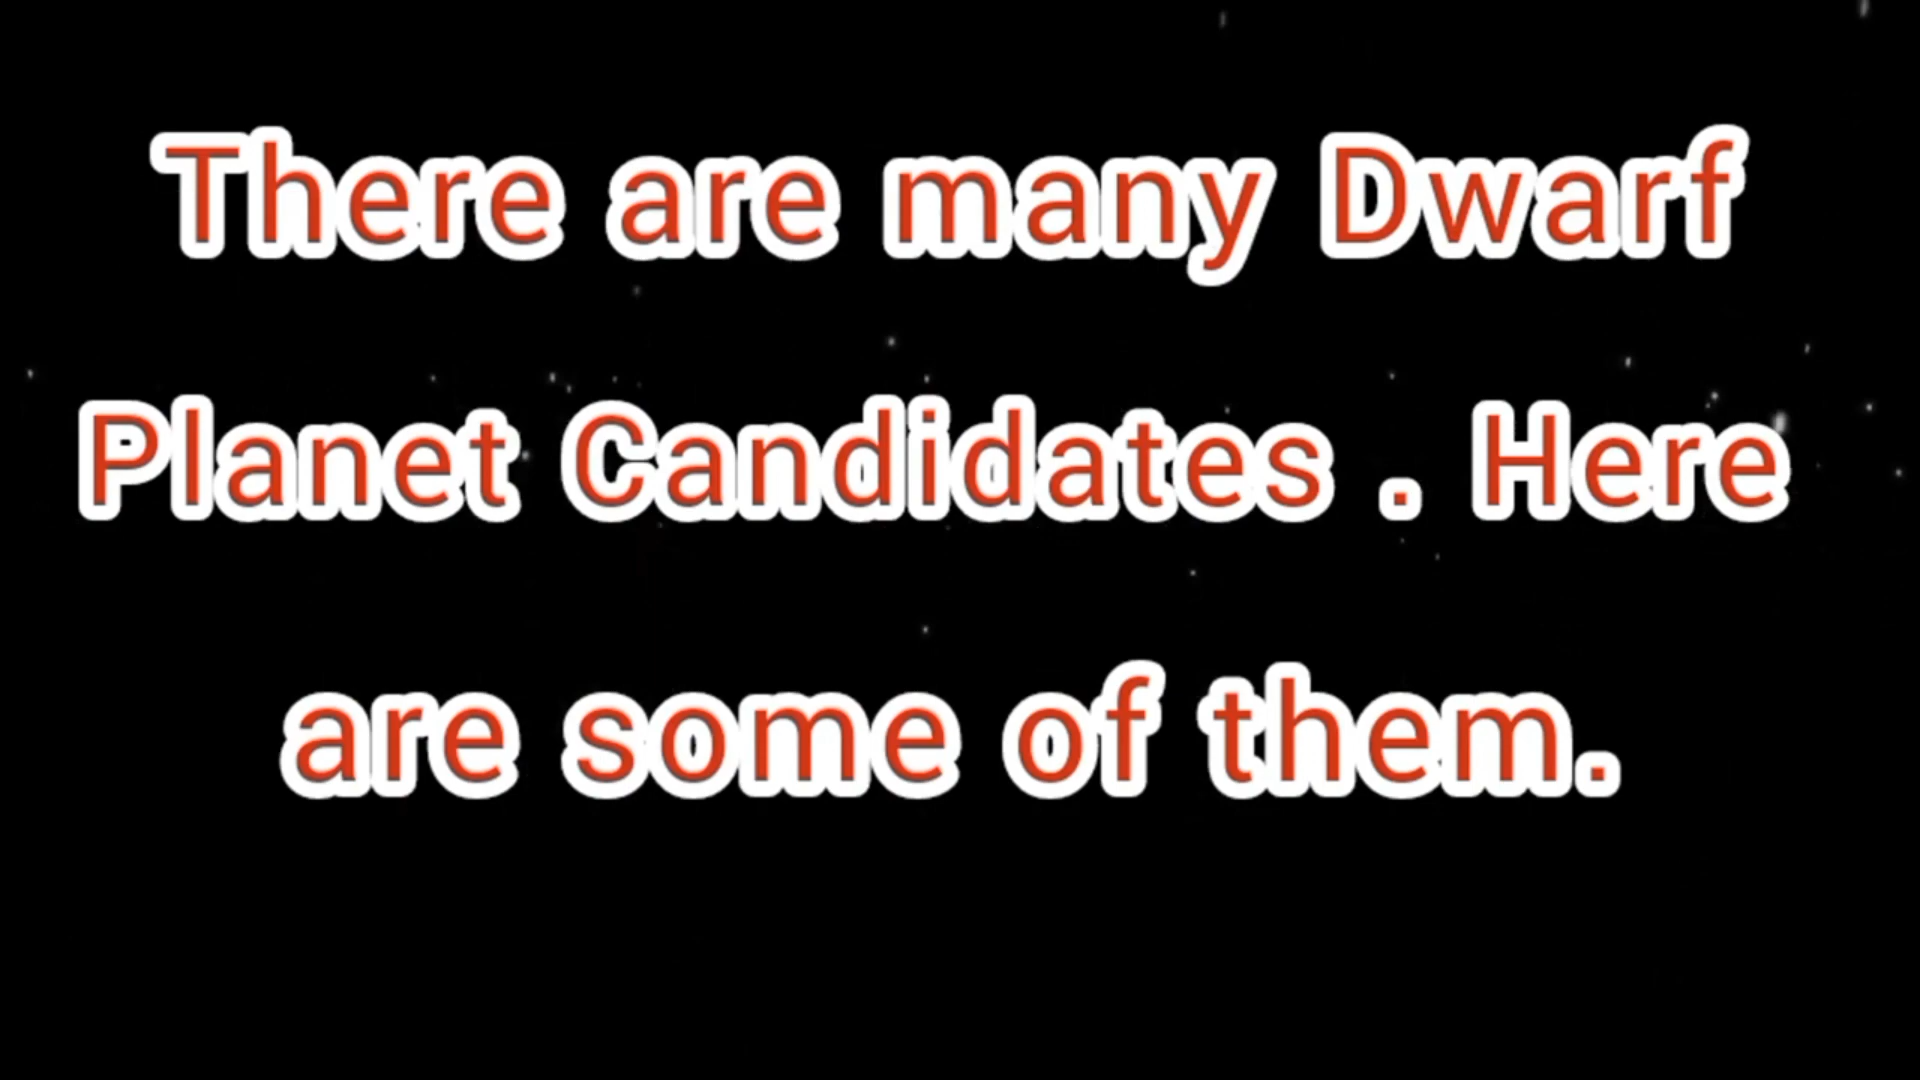 There are many Dwarf
Planet Candidates . Here
are some of them.